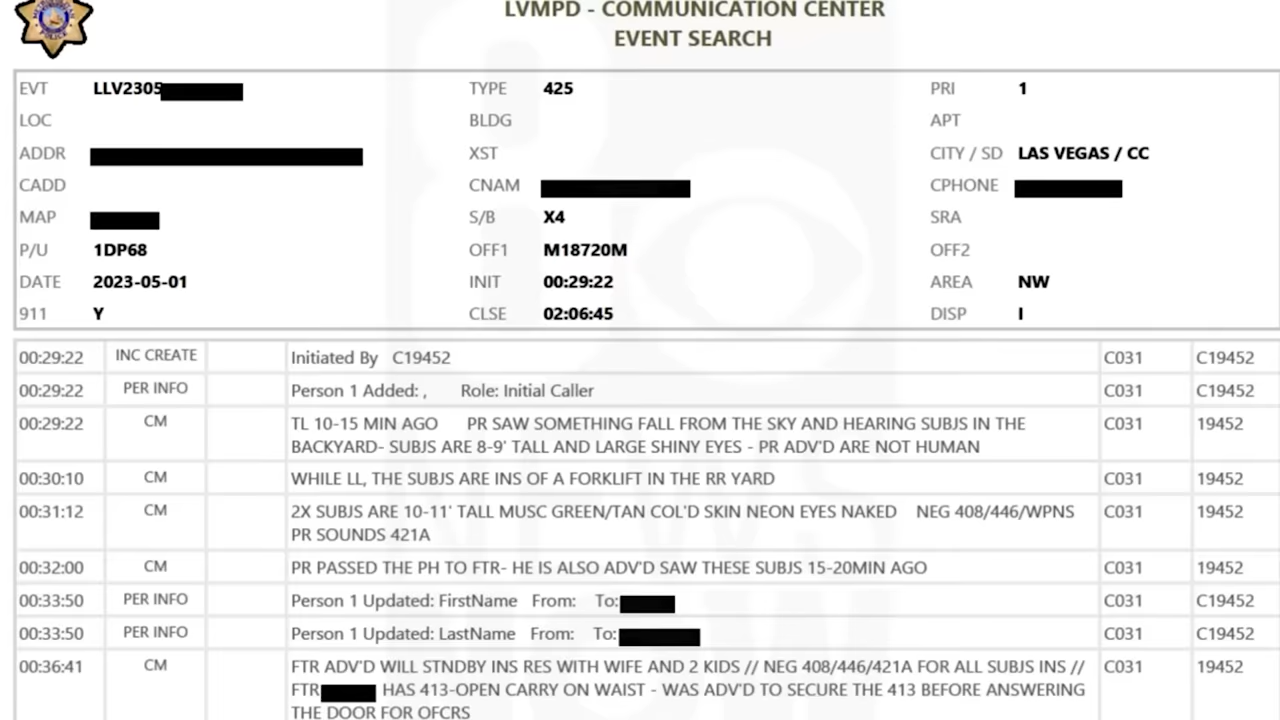 LVMPD - COMMUNICATION CENTER
EVENT SEARCH
EVT LLV2305 TYPE 425 PRI 1
LOC BLDG APT
ADDR XST CITY / SD LAS VEGAS / CC
CADD CNAM CPHONE
MAP S/B X4 SRA
P/U 1DP68 OFF1 M18720M OFF2
DATE 2023-05-01 INIT 00:29:22 AREA NW
911 Y CLSE 02:06:45 DISP I
00:29:22 INC CREATE Initiated By C19452 C031 C19452
00:29:22 PER INFO Person 1 Added: , Role: Initial Caller C031 C19452
00:29:22 CM TL 10-15 MIN AGO PR SAW SOMETHING FALL FROM THE SKY AND HEARING SUBJS IN THE C031 19452
BACKYARD- SUBJS ARE 8-9' TALL AND LARGE SHINY EYES - PR ADV'D ARE NOT HUMAN
00:30:10 CM WHILE LL, THE SUBJS ARE INS OF A FORKLIFT IN THE RR YARD C031 19452
00:31:12 CM 2X SUBJS ARE 10-11' TALL MUSC GREEN/TAN COL'D SKIN NEON EYES NAKED NEG 408/446/WPNS C031 19452
PR SOUNDS 421A
00:32:00 CM PR PASSED THE PH TO FTR- HE IS ALSO ADV'D SAW THESE SUBJS 15-20MIN AGO C031 19452
00:33:50 PER INFO Person 1 Updated: FirstName From: To: C031 C19452
00:33:50 PER INFO Person 1 Updated: LastName From: To: C031 C19452
00:36:41 CM FTR ADV'D WILL STNDBY INS RES WITH WIFE AND 2 KIDS // NEG 408/446/421A FOR ALL SUBJS INS // C031 19452
FTR HAS 413-OPEN CARRY ON WAIST - WAS ADV'D TO SECURE THE 413 BEFORE ANSWERING
THE DOOR FOR OFCRS